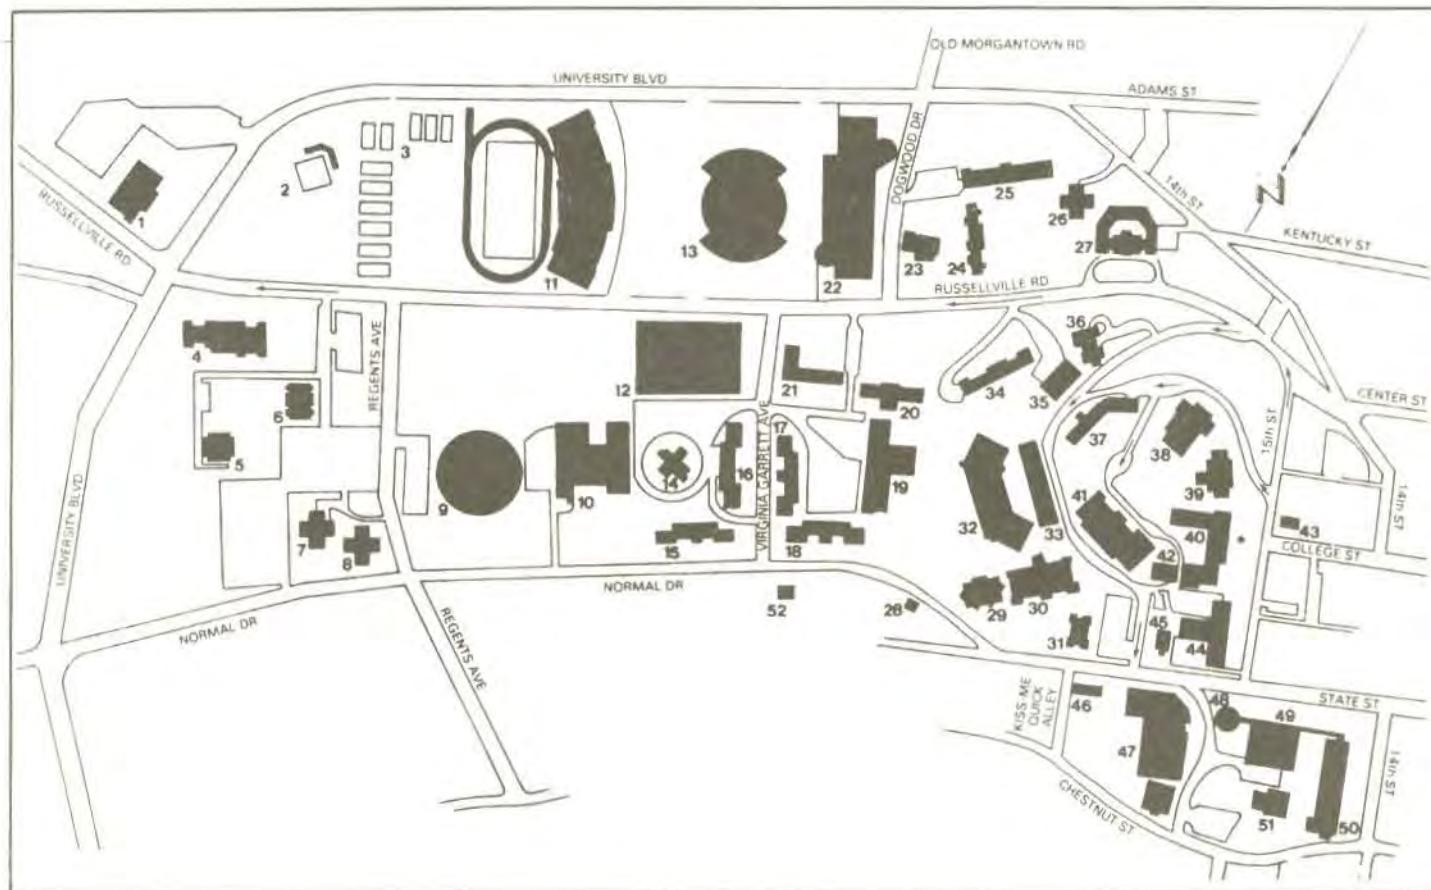 OLD MORGANTOWN RD
UNIVERSITY BLVD
ADAMS ST
3
2
DOGWOOD DR
14th ST
25
1
RUSSELLVILLE RD
26
N
KENTUCKY ST
13
23
24
27
11
22
RUSSELLVILLE RD
36
4
REGENTS AVE
12
21
34
35
CENTER ST
6
20
VIRGINIA GARRETT AVE
17
15th ST
37
38
5
16
14
19
39
9
10
41
14th ST
UNIVERSITY BLVD
7
8
15
18
32
33
40
43
COLLEGE ST
42
NORMAL DR
52
28
29
30
NORMAL DR
REGENTS AVE
31
45
44
KISS-ME
QUICK
ALLEY
46
48
49
STATE ST
47
14th ST
CHESTNUT ST
51
50